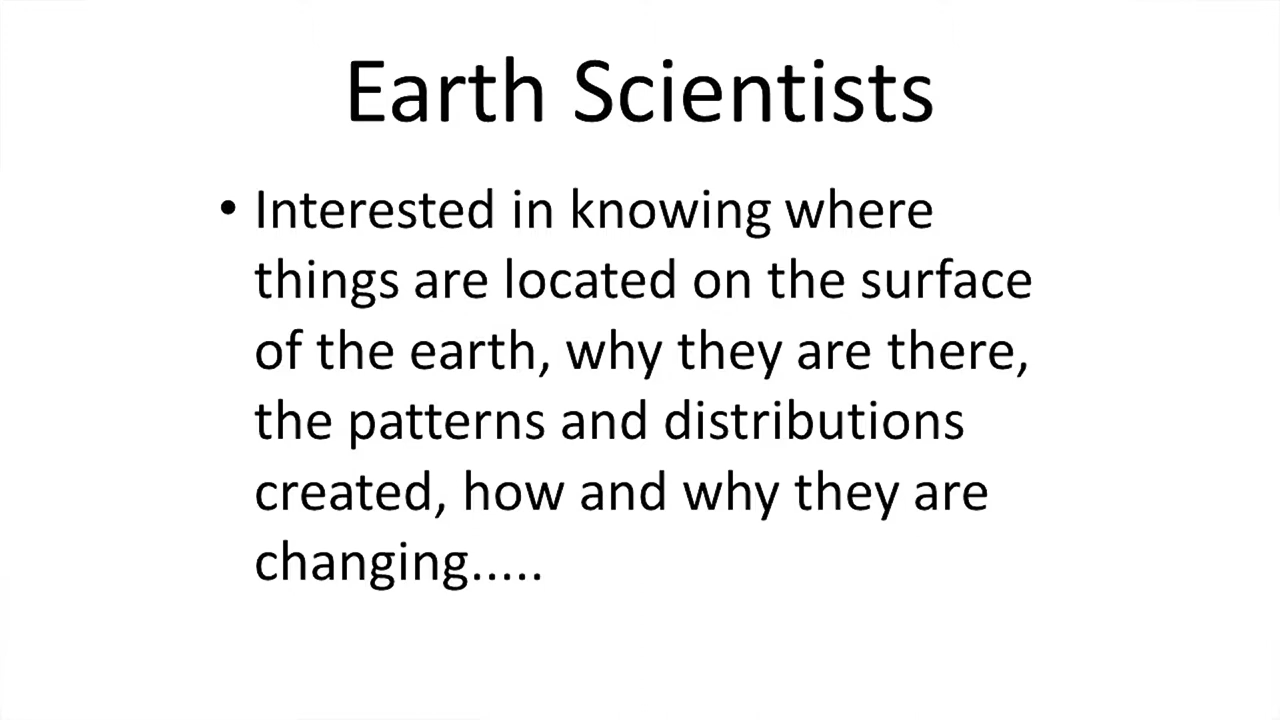 Earth Scientists
• Interested in knowing where
things are located on the surface
of the earth, why they are there,
the patterns and distributions
created, how and why they are
changing.....